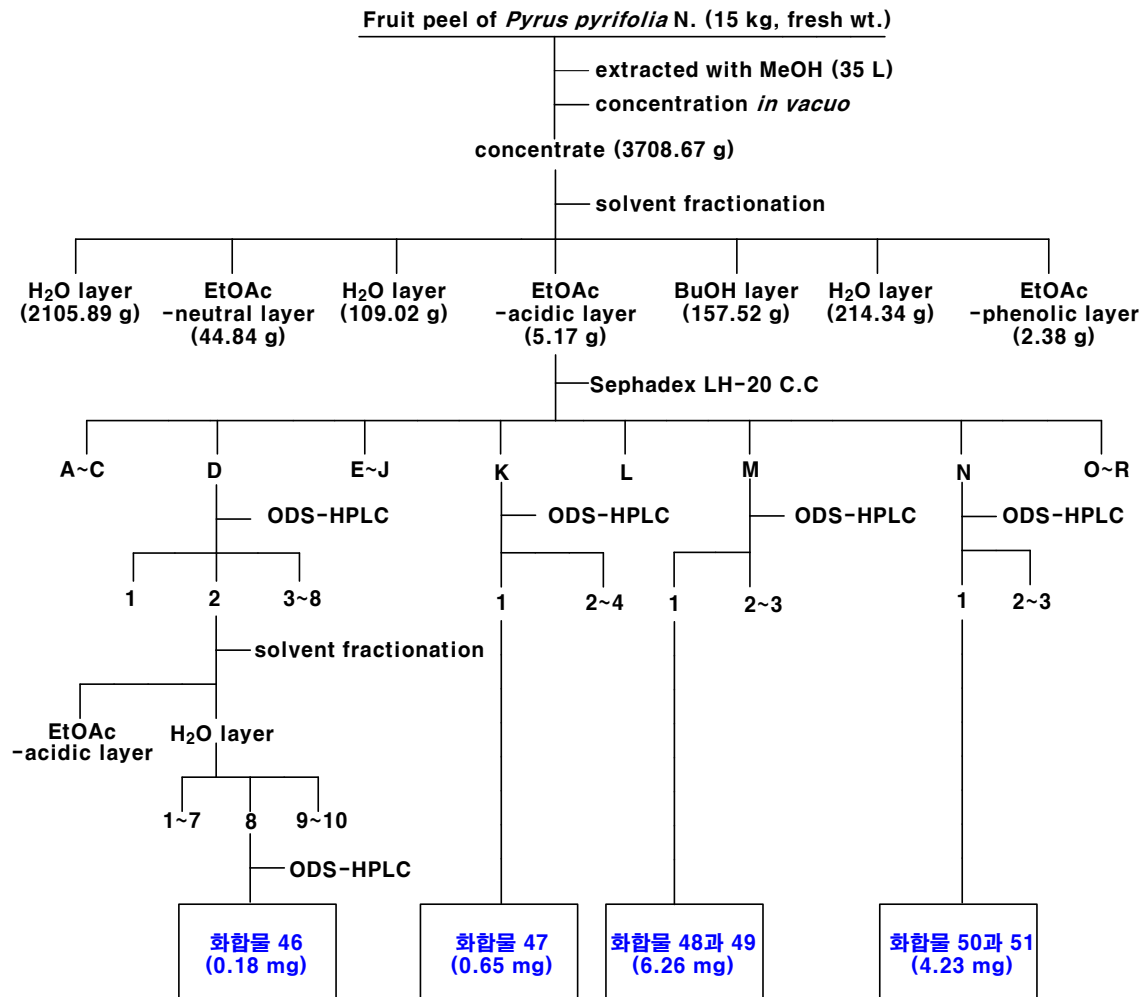 Fruit peel of Pyrus pyrifolia N. (15 kg, fresh wt.)
extracted with MeOH (35 L)
concentration in vacuo
concentrate (3708.67 g)
solvent fractionation
H₂O layer
(2105.89 g)
EtOAc
-neutral layer
(44.84 g)
H₂O layer
(109.02 g)
EtOAc
-acidic layer
(5.17 g)
BuOH layer
(157.52 g)
H₂O layer
(214.34 g)
EtOAc
-phenolic layer
(2.38 g)
Sephadex LH-20 C.C
A~C
D
E~J
K
L
M
N
O~R
ODS-HPLC
ODS-HPLC
ODS-HPLC
ODS-HPLC
1
2
3~8
1
2~4
1
2~3
1
2~3
solvent fractionation
EtOAc
-acidic layer
H₂O layer
1~7
8
9~10
ODS-HPLC
화합물 46
(0.18 mg)
화합물 47
(0.65 mg)
화합물 48과 49
(6.26 mg)
화합물 50과 51
(4.23 mg)